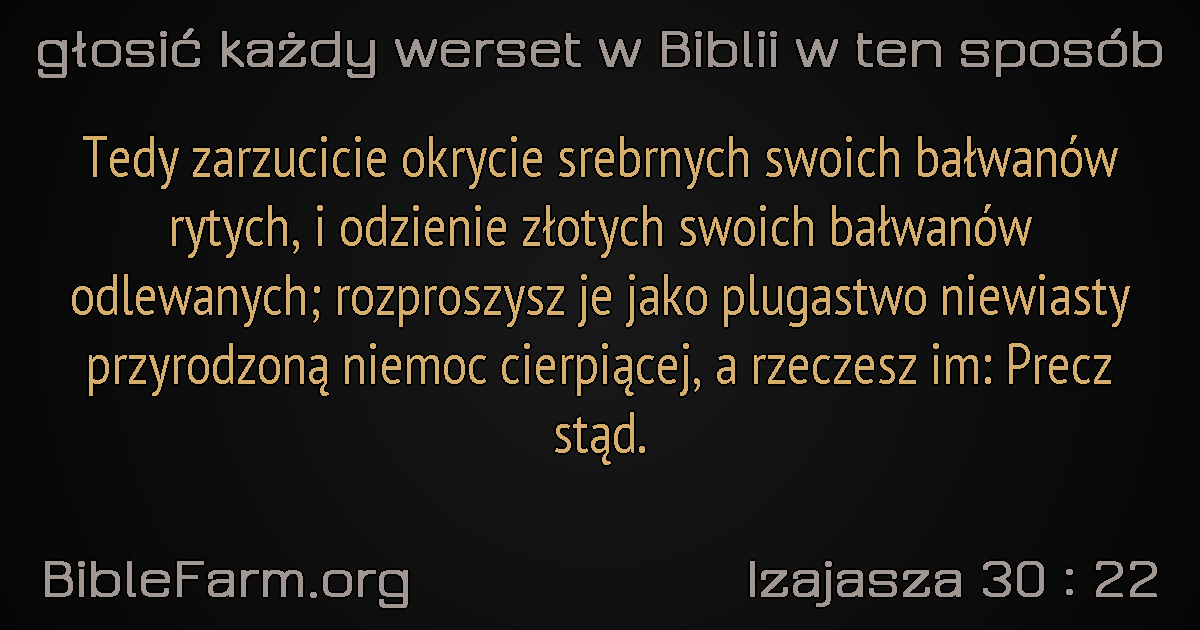 głosić każdy werset w Biblii w ten sposób
Tedy zarzucicie okrycie srebrnych swoich bałwanów
rytych, i odzienie złotych swoich bałwanów
odlewanych; rozproszysz je jako plugastwo niewiasty
przyrodzoną niemoc cierpiącej, a rzeczesz im: Precz
stąd.
BibleFarm.org
Izajasza 30 : 22